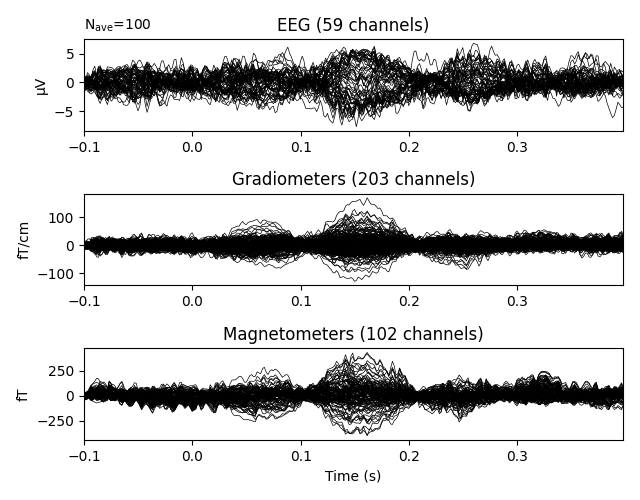 N_ave=100
EEG (59 channels)
5
0
−5
µV
−0.1 0.0 0.1 0.2 0.3
Gradiometers (203 channels)
100
0
−100
fT/cm
−0.1 0.0 0.1 0.2 0.3
Magnetometers (102 channels)
250
0
−250
fT
−0.1 0.0 0.1 0.2 0.3
Time (s)